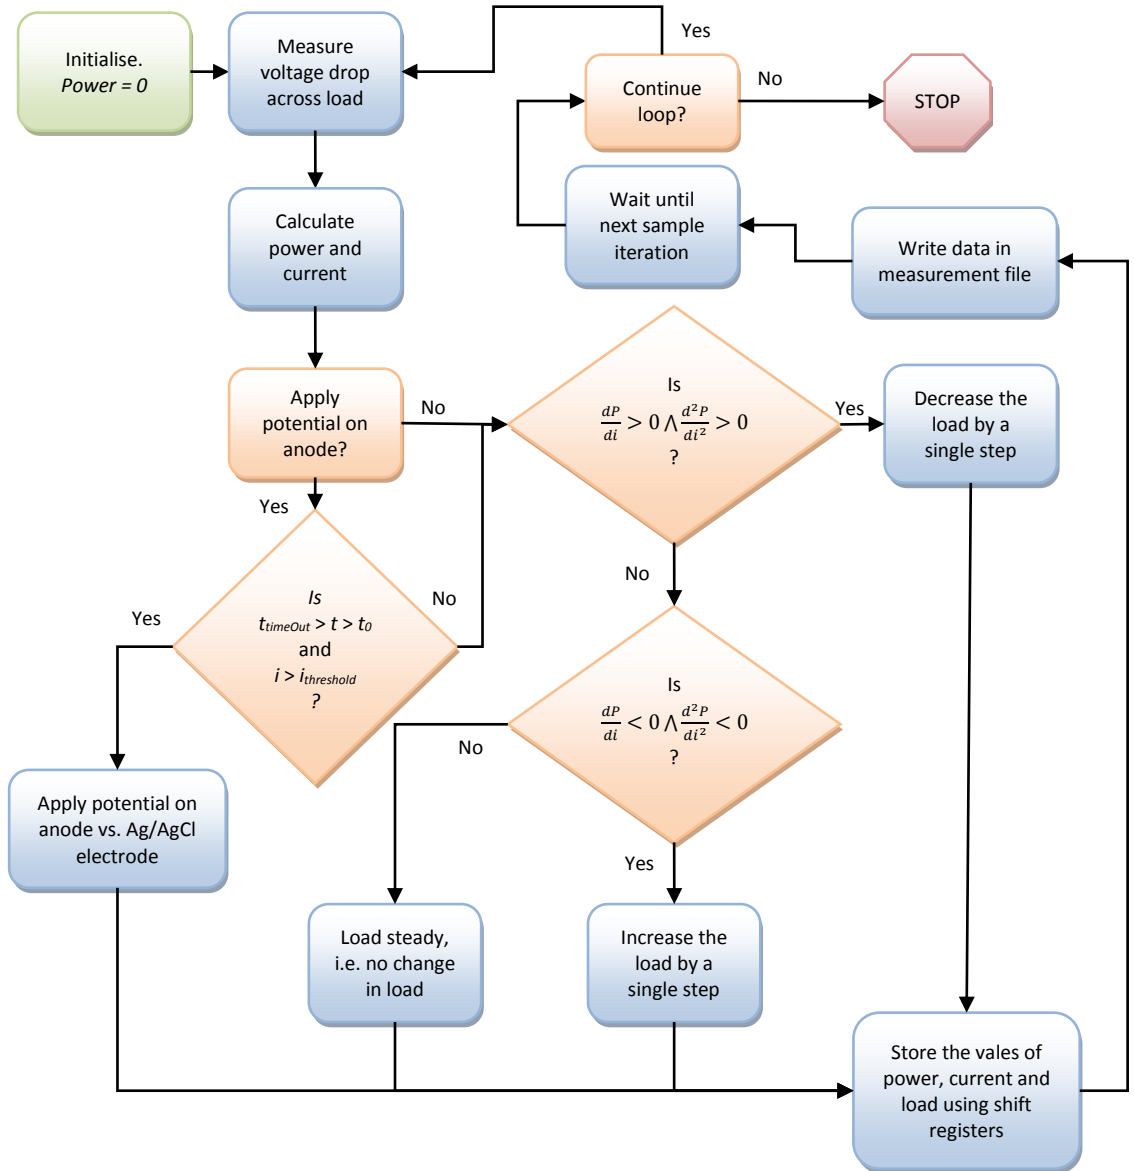 Initialise.
Power = 0
Measure
voltage drop
across load
Yes
Continue
loop?
No
STOP
Calculate
power and
current
Wait until
next sample
iteration
Write data in
measurement file
Apply
potential on
anode?
No
Is
dP/di > 0 ⋀ d²P/di² > 0
?
Yes
Decrease the
load by a
single step
Yes
No
Is
t_timeOut > t > t_0
and
i > i_threshold
?
Yes
No
Is
dP/di < 0 ⋀ d²P/di² < 0
?
No
Yes
Apply potential on
anode vs. Ag/AgCl
electrode
Load steady,
i.e. no change
in load
Increase the
load by a
single step
Store the vales of
power, current and
load using shift
registers